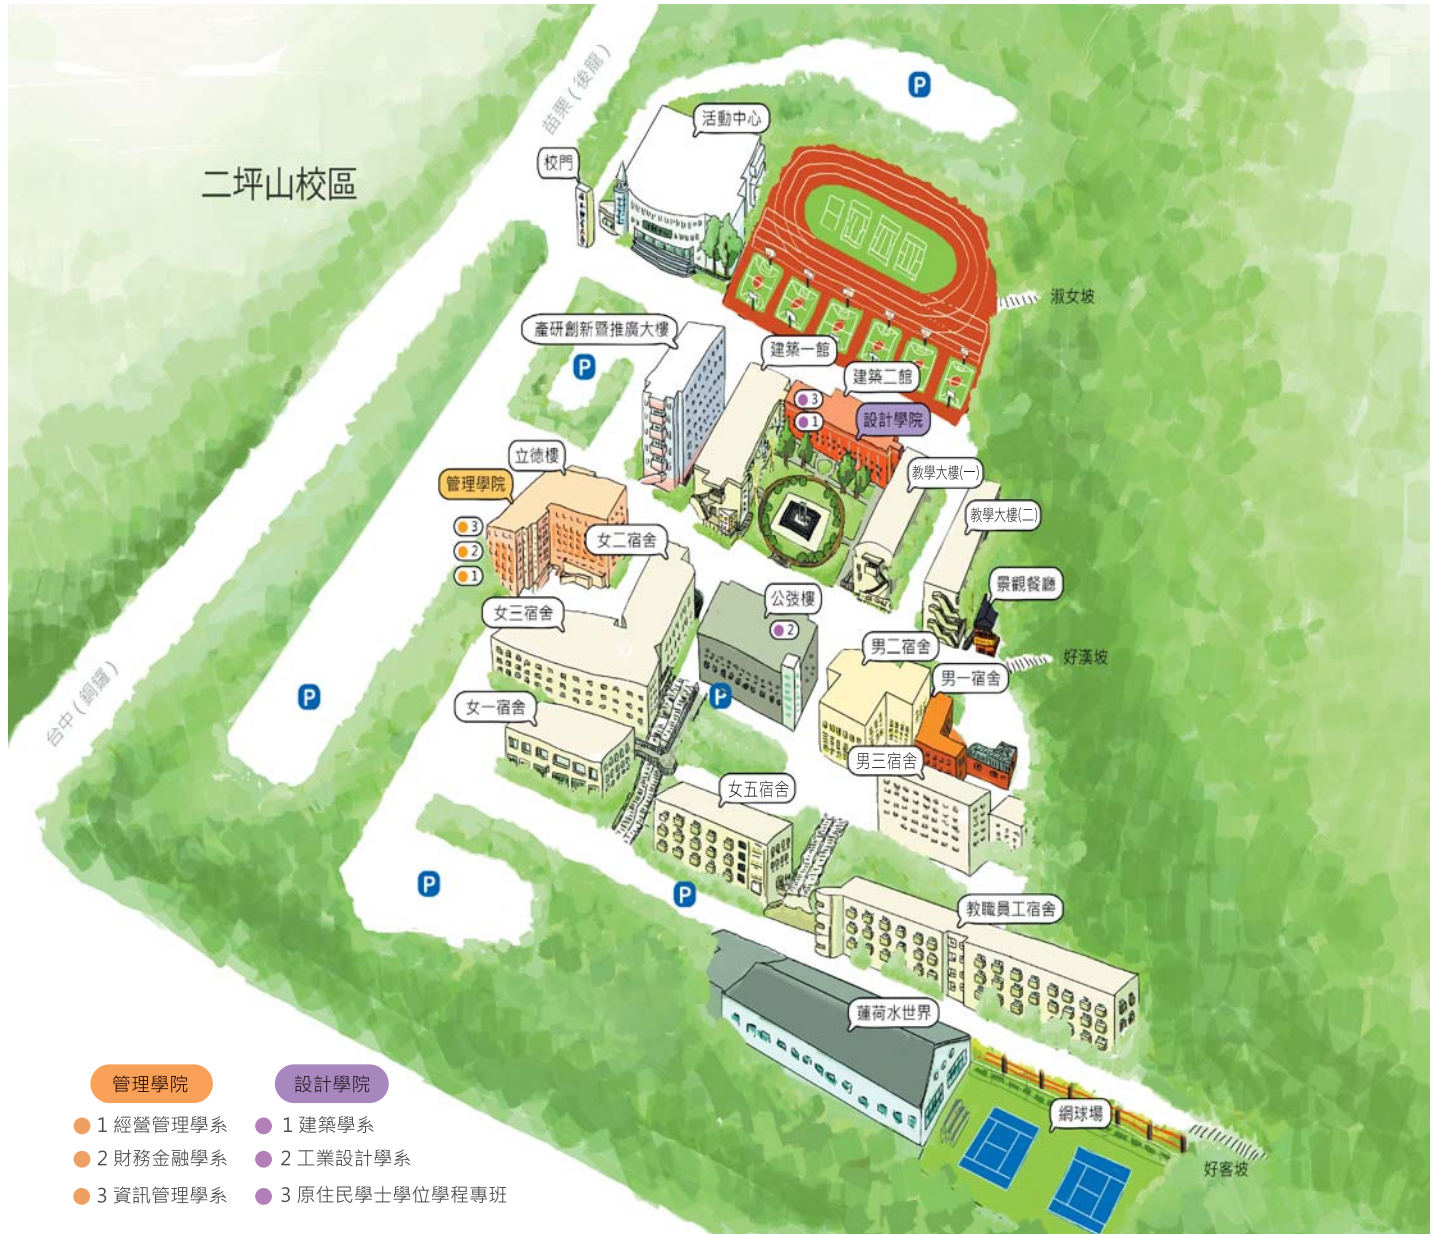 苗栗(後龍)
P
活動中心
校門
二坪山校區
淑女坡
產研創新暨推廣大樓
建築一館
P
建築二館
3
設計學院
1
立德樓
教學大樓(一)
管理學院
教學大樓(二)
3
女二宿舍
2
1
景觀餐廳
公弢樓
女三宿舍
2
男二宿舍
好漢坡
台中(銅鑼)
男一宿舍
P
P
女一宿舍
男三宿舍
女五宿舍
P
P
教職員工宿舍
蓮荷水世界
網球場
好客坡
管理學院
1 經營管理學系
2 財務金融學系
3 資訊管理學系
設計學院
1 建築學系
2 工業設計學系
3 原住民學士學位學程專班